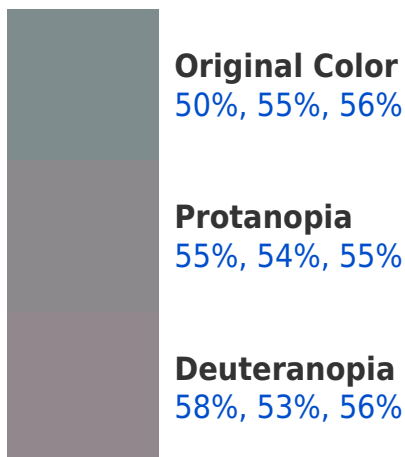 Original Color
50%, 55%, 56%
Protanopia
55%, 54%, 55%
Deuteranopia
58%, 53%, 56%